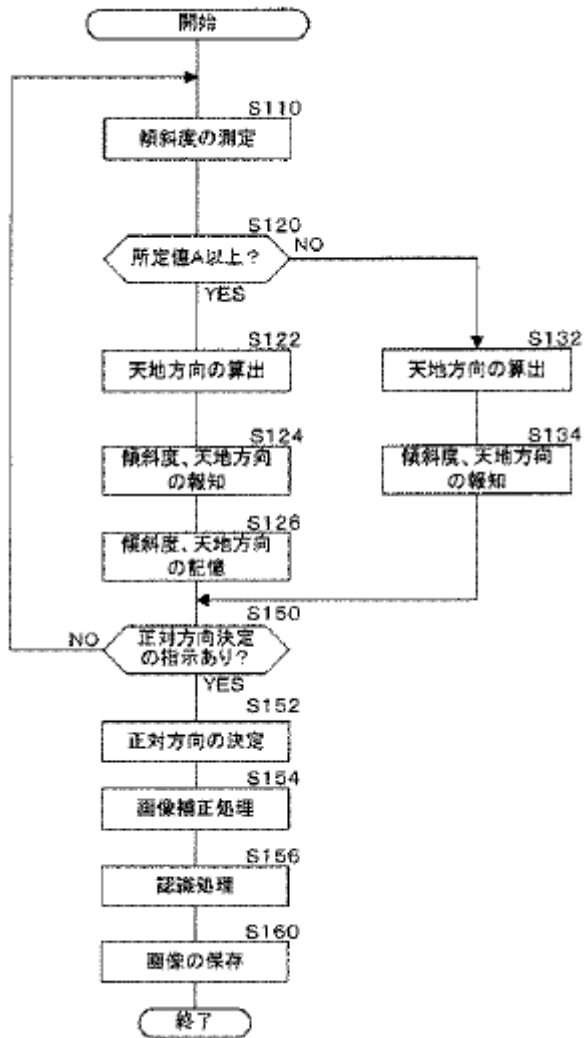 開始
S110
傾斜度の測定
S120
所定値A以上?
NO
YES
S122
天地方向の算出
S132
天地方向の算出
S124
傾斜度、天地方向
の報知
S134
傾斜度、天地方向
の報知
S126
傾斜度、天地方向
の記憶
S150
正対方向決定
の指示あり?
NO
YES
S152
正対方向の決定
S154
画像補正処理
S156
認識処理
S160
画像の保存
終了